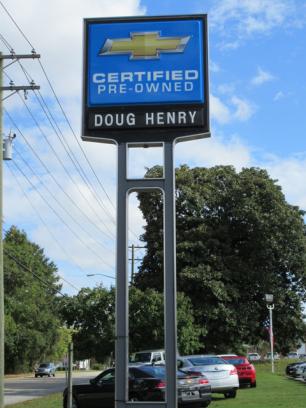 CERTIFIED
PRE-OWNED
DOUG HENRY